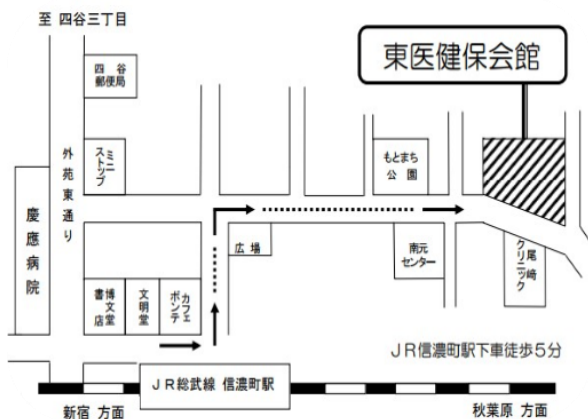 至 四谷三丁目
東医健保会館
四 谷
郵便局
ミニ
ストップ
もとまち
公 園
外苑東通り
慶應病院
広 場
南元
センター
尾﨑
クリニック
博文堂
書店
文明堂
カフェ
ボンテ
JR信濃町駅下車徒歩5分
JR総武線 信濃町駅
新宿 方面
秋葉原 方面